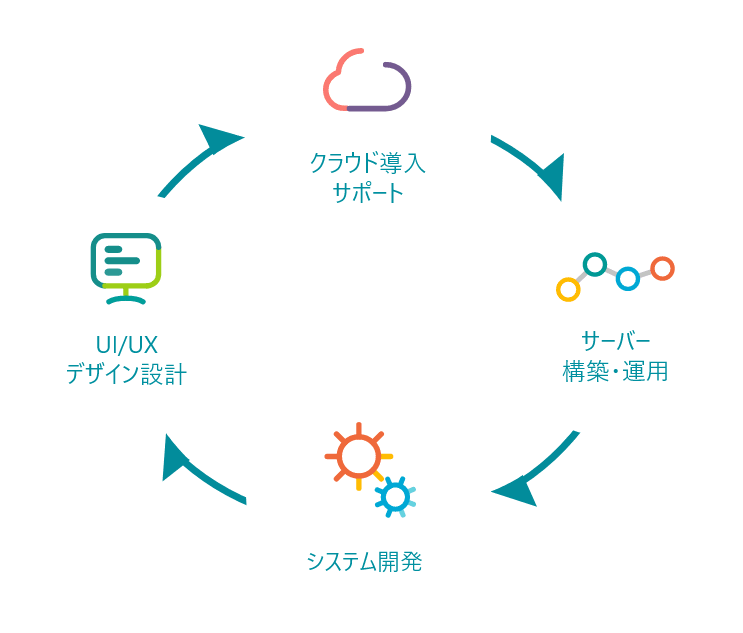 クラウド導入
サポート
UI/UX
デザイン設計
サーバー
構築・運用
システム開発